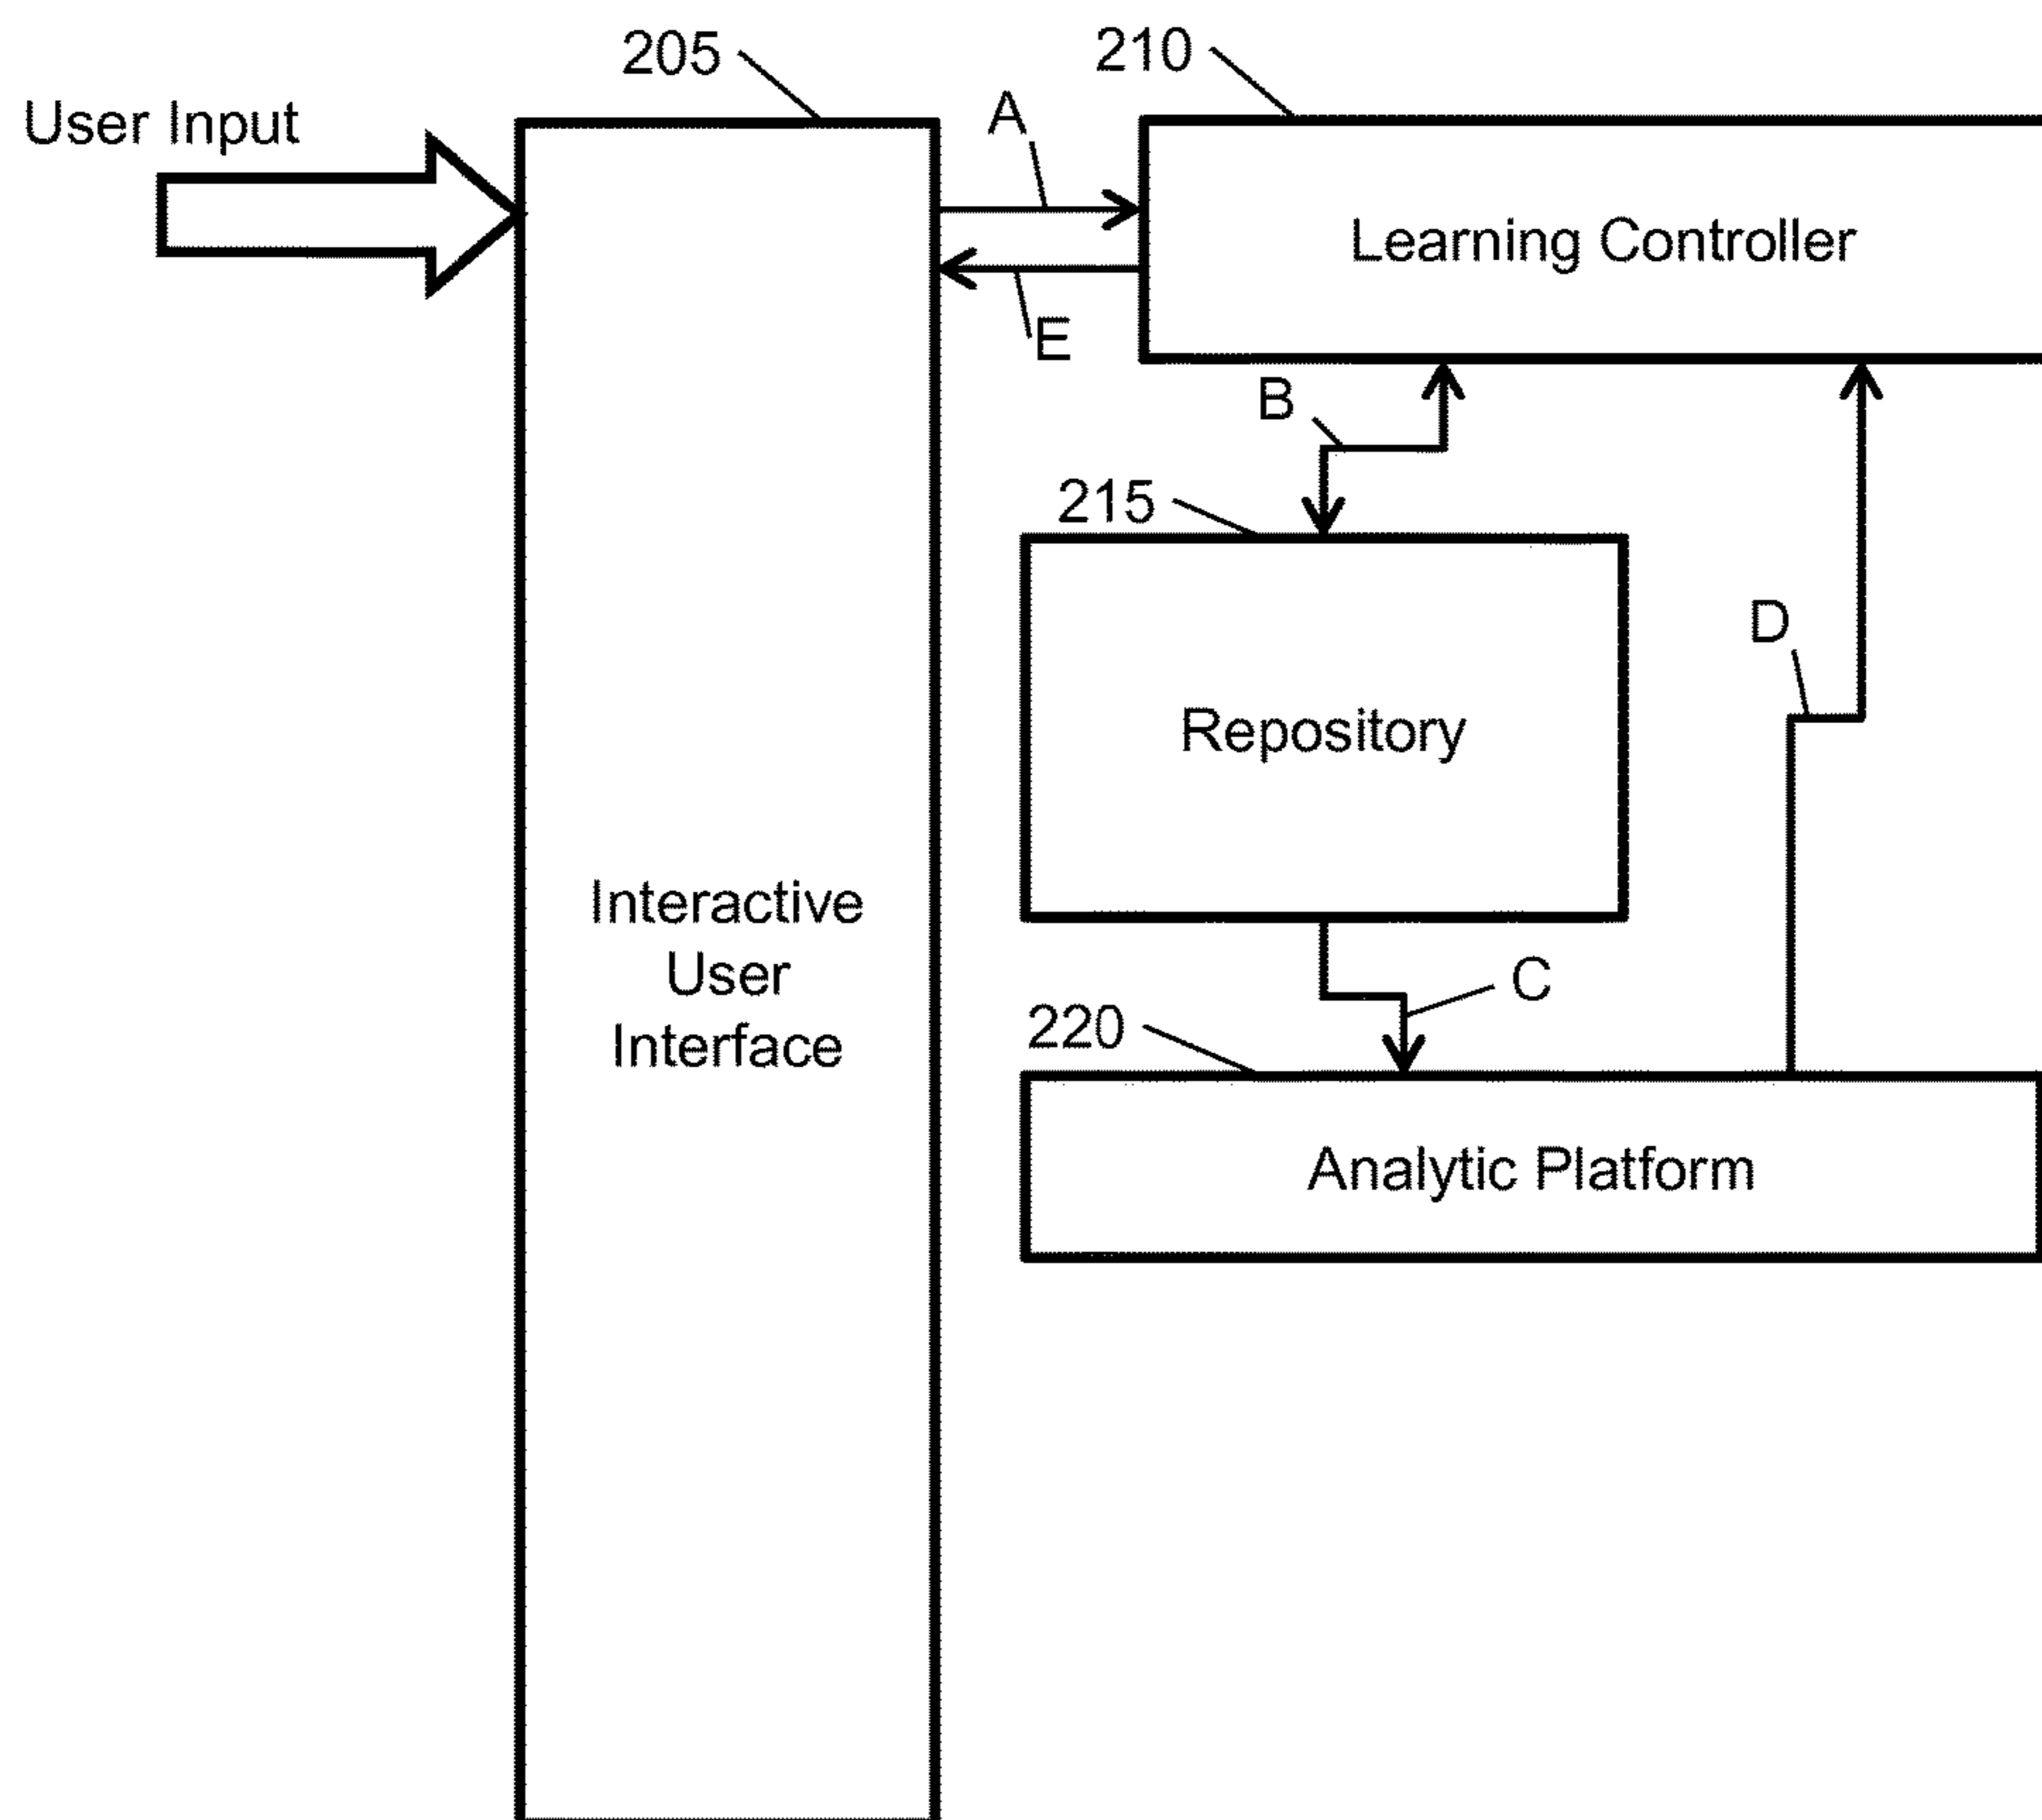 205
210
User Input
A
Learning Controller
E
B
215
D
Repository
Interactive
User
Interface
C
220
Analytic Platform